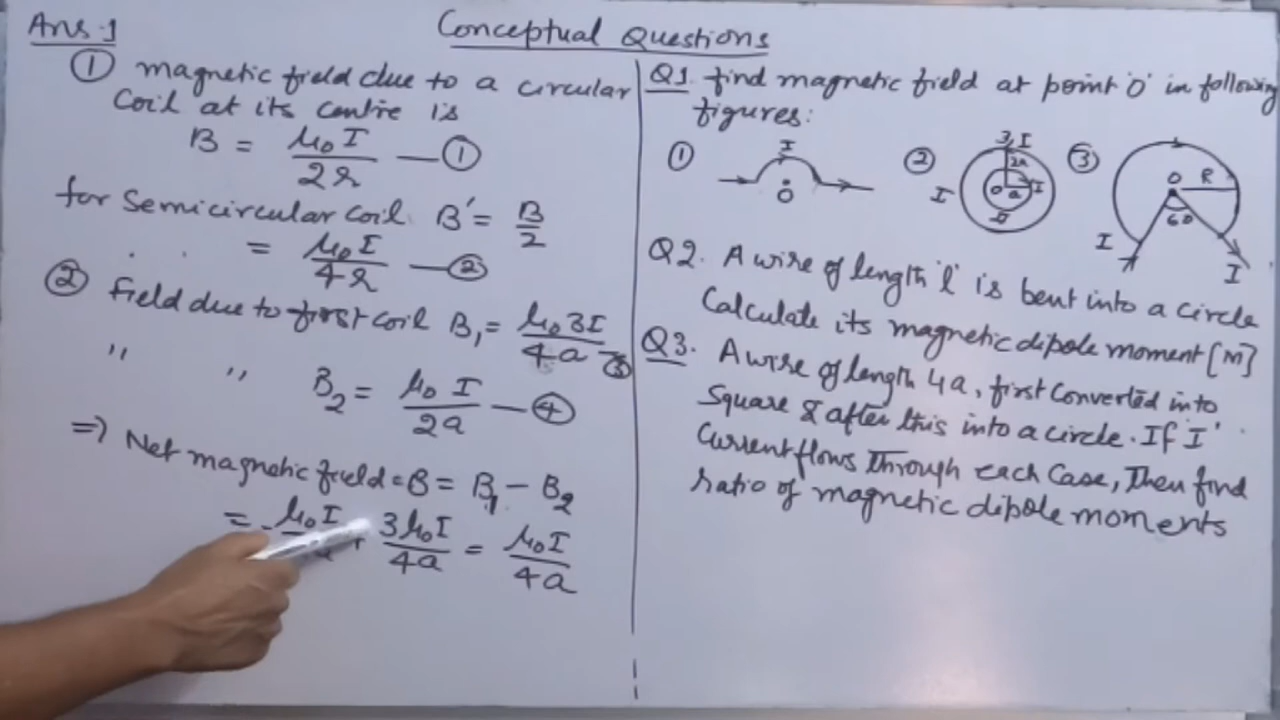 Conceptual Questions
Ans.1
① magnetic field due to a circular
coil at its centre is
B = μ₀I / 2r — ①
for semicircular coil B' = B/2
= μ₀I / 4r — ②
② field due to first coil B₁ = μ₀3I / 4a — ③
" " B₂ = μ₀I / 2a — ④
⇒ Net magnetic field = B = B₁ − B₂
= - μ₀I + 3μ₀I / 4a = μ₀I / 4a
Q1. find magnetic field at point 'O' in following
figures:
① I O
② 3I 2a I O a I
③ O R 60 I I
Q2. A wire of length 'l' is bent into a circle
Calculate its magnetic dipole moment [M]
Q3. A wire of length 4a, first converted into
Square & after this into a circle. If 'I'
Current flows through each case, then find
ratio of magnetic dipole moments